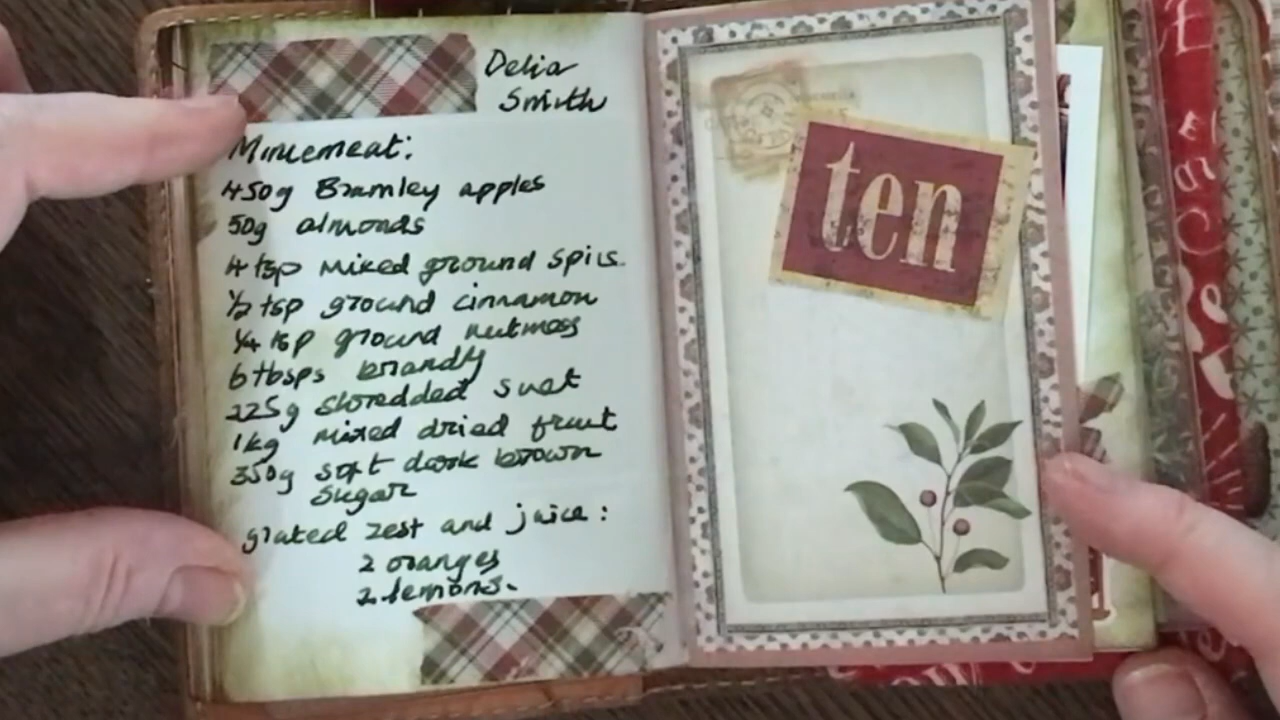 Delia
Smith
Mincemeat:
450g Bramley apples
50g almonds
4 tsp mixed ground spics.
½ tsp ground cinnamon
¼ tsp ground nutmeg
6 tbsps brandy
225g shredded suet
1kg mixed dried fruit
350g soft dark brown
sugar
grated zest and juice:
2 oranges
2 lemons.
ten